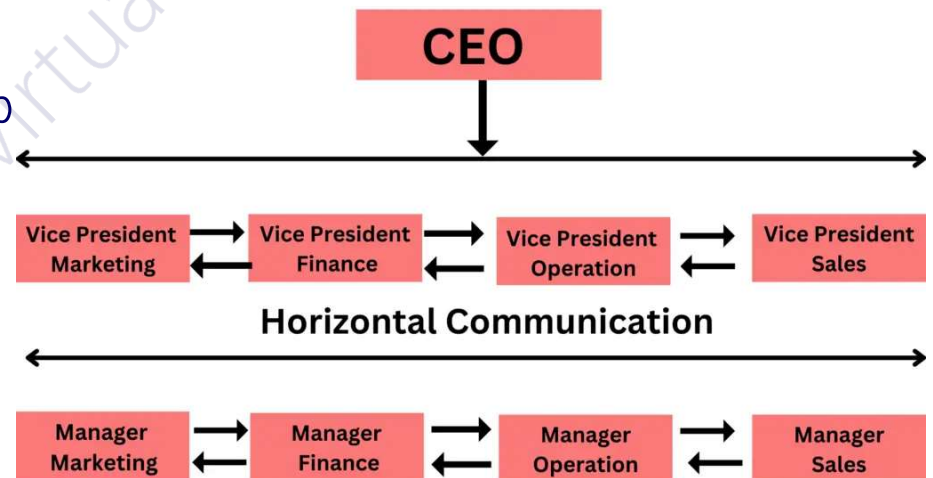 CEO
Vice President
Marketing
Vice President
Finance
Vice President
Operation
Vice President
Sales
Horizontal Communication
Manager
Marketing
Manager
Finance
Manager
Operation
Manager
Sales